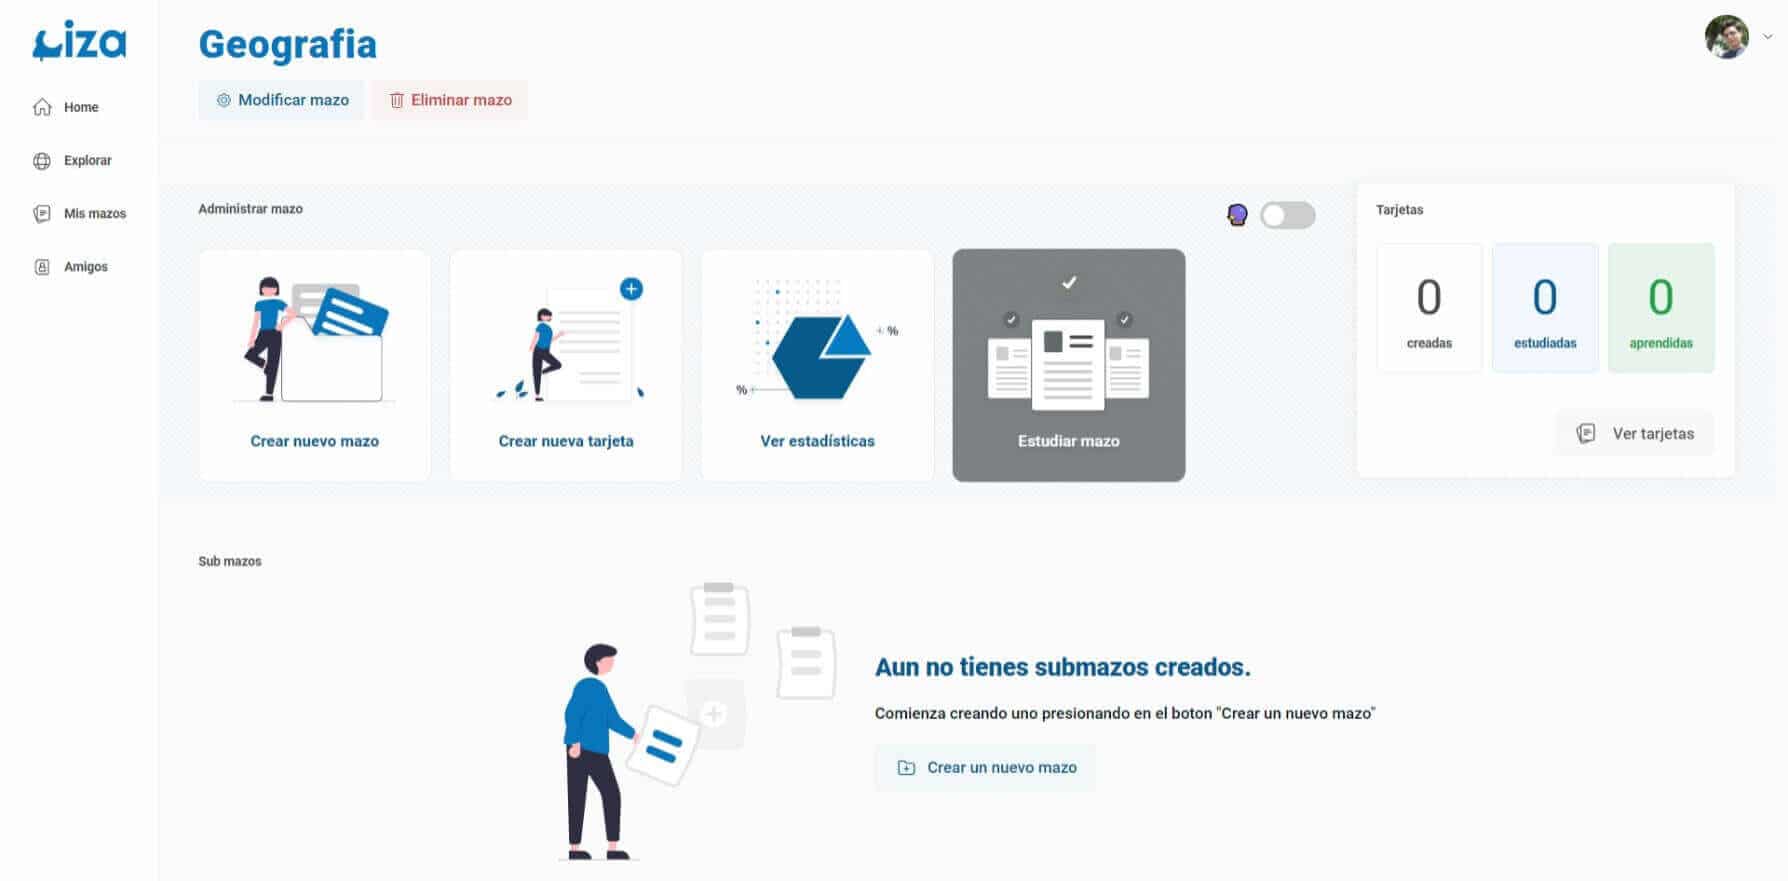 Liza
Home
Explorar
Mis mazos
Amigos
Geografia
Modificar mazo
Eliminar mazo
Administrar mazo
Crear nuevo mazo
Crear nueva tarjeta
%
%
Ver estadísticas
Estudiar mazo
Tarjetas
0
creadas
0
estudiadas
0
aprendidas
Ver tarjetas
Sub mazos
Aun no tienes submazos creados.
Comienza creando uno presionando en el boton "Crear un nuevo mazo"
Crear un nuevo mazo